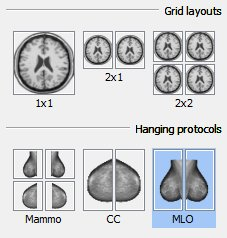 Grid layouts
1x1
2x1
2x2
Hanging protocols
Mammo
CC
MLO